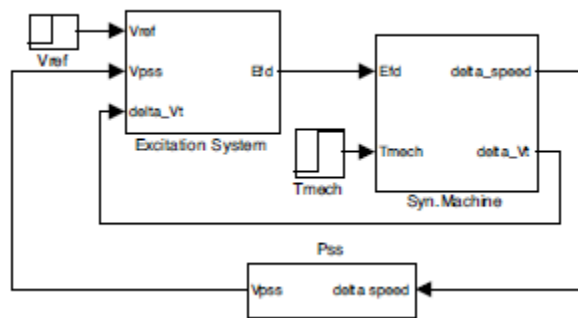 Vref
Vref
Vpss
delta_Vt
Efd
Excitation System
Efd
Tmech
delta_speed
delta_Vt
Syn.Machine
Tmech
Pss
Vpss
delta speed